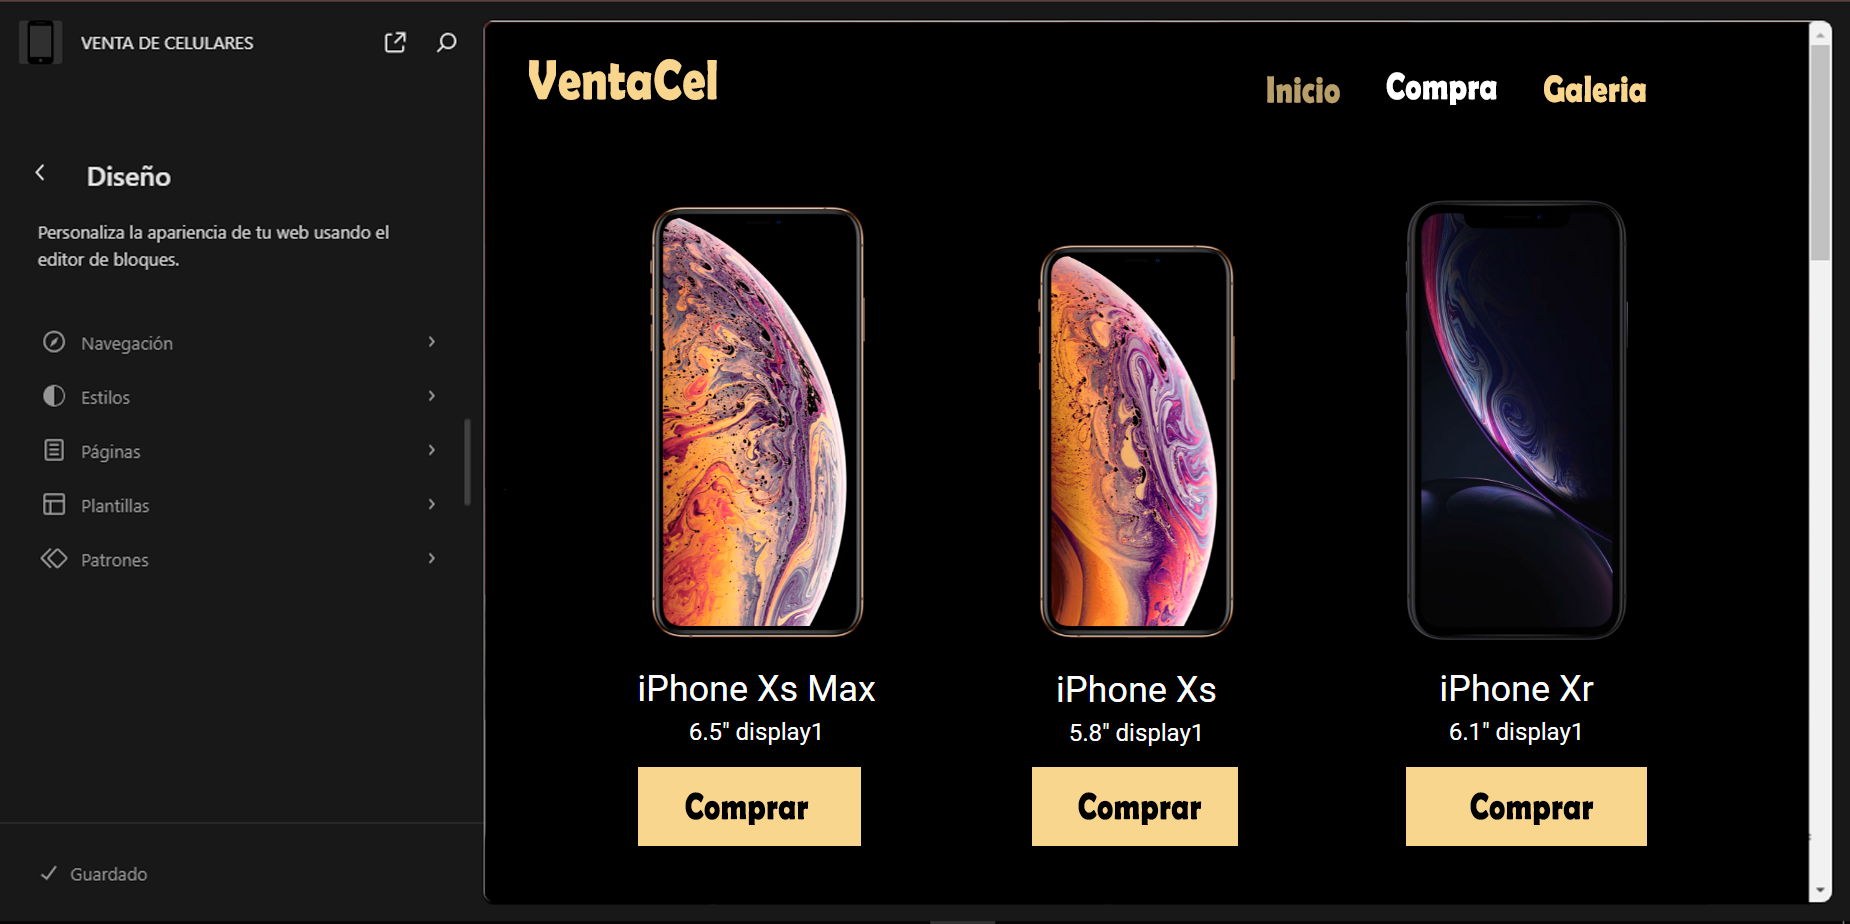 VENTA DE CELULARES
Diseño
Personaliza la apariencia de tu web usando el
editor de bloques.
Navegación
Estilos
Páginas
Plantillas
Patrones
Guardado
VentaCel
Inicio Compra Galeria
iPhone Xs Max
6.5" display1
Comprar
iPhone Xs
5.8" display1
Comprar
iPhone Xr
6.1" display1
Comprar